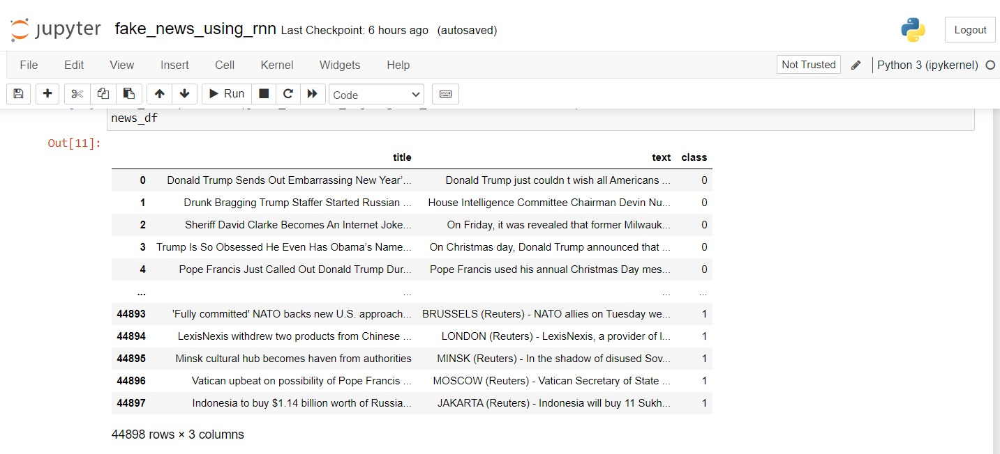 jupyter fake_news_using_rnn Last Checkpoint: 6 hours ago (autosaved) Logout
File Edit View Insert Cell Kernel Widgets Help Not Trusted Python 3 (ipykernel)
Run Code
news_df
Out[11]:
title text class
0 Donald Trump Sends Out Embarrassing New Year’... Donald Trump just couldn t wish all Americans ... 0
1 Drunk Bragging Trump Staffer Started Russian ... House Intelligence Committee Chairman Devin Nu... 0
2 Sheriff David Clarke Becomes An Internet Joke... On Friday, it was revealed that former Milwauk... 0
3 Trump Is So Obsessed He Even Has Obama’s Name... On Christmas day, Donald Trump announced that ... 0
4 Pope Francis Just Called Out Donald Trump Dur... Pope Francis used his annual Christmas Day mes... 0
... ... ... ...
44893 'Fully committed' NATO backs new U.S. approach... BRUSSELS (Reuters) - NATO allies on Tuesday we... 1
44894 LexisNexis withdrew two products from Chinese ... LONDON (Reuters) - LexisNexis, a provider of l... 1
44895 Minsk cultural hub becomes haven from authorities MINSK (Reuters) - In the shadow of disused Sov... 1
44896 Vatican upbeat on possibility of Pope Francis ... MOSCOW (Reuters) - Vatican Secretary of State ... 1
44897 Indonesia to buy $1.14 billion worth of Russia... JAKARTA (Reuters) - Indonesia will buy 11 Sukh... 1
44898 rows × 3 columns